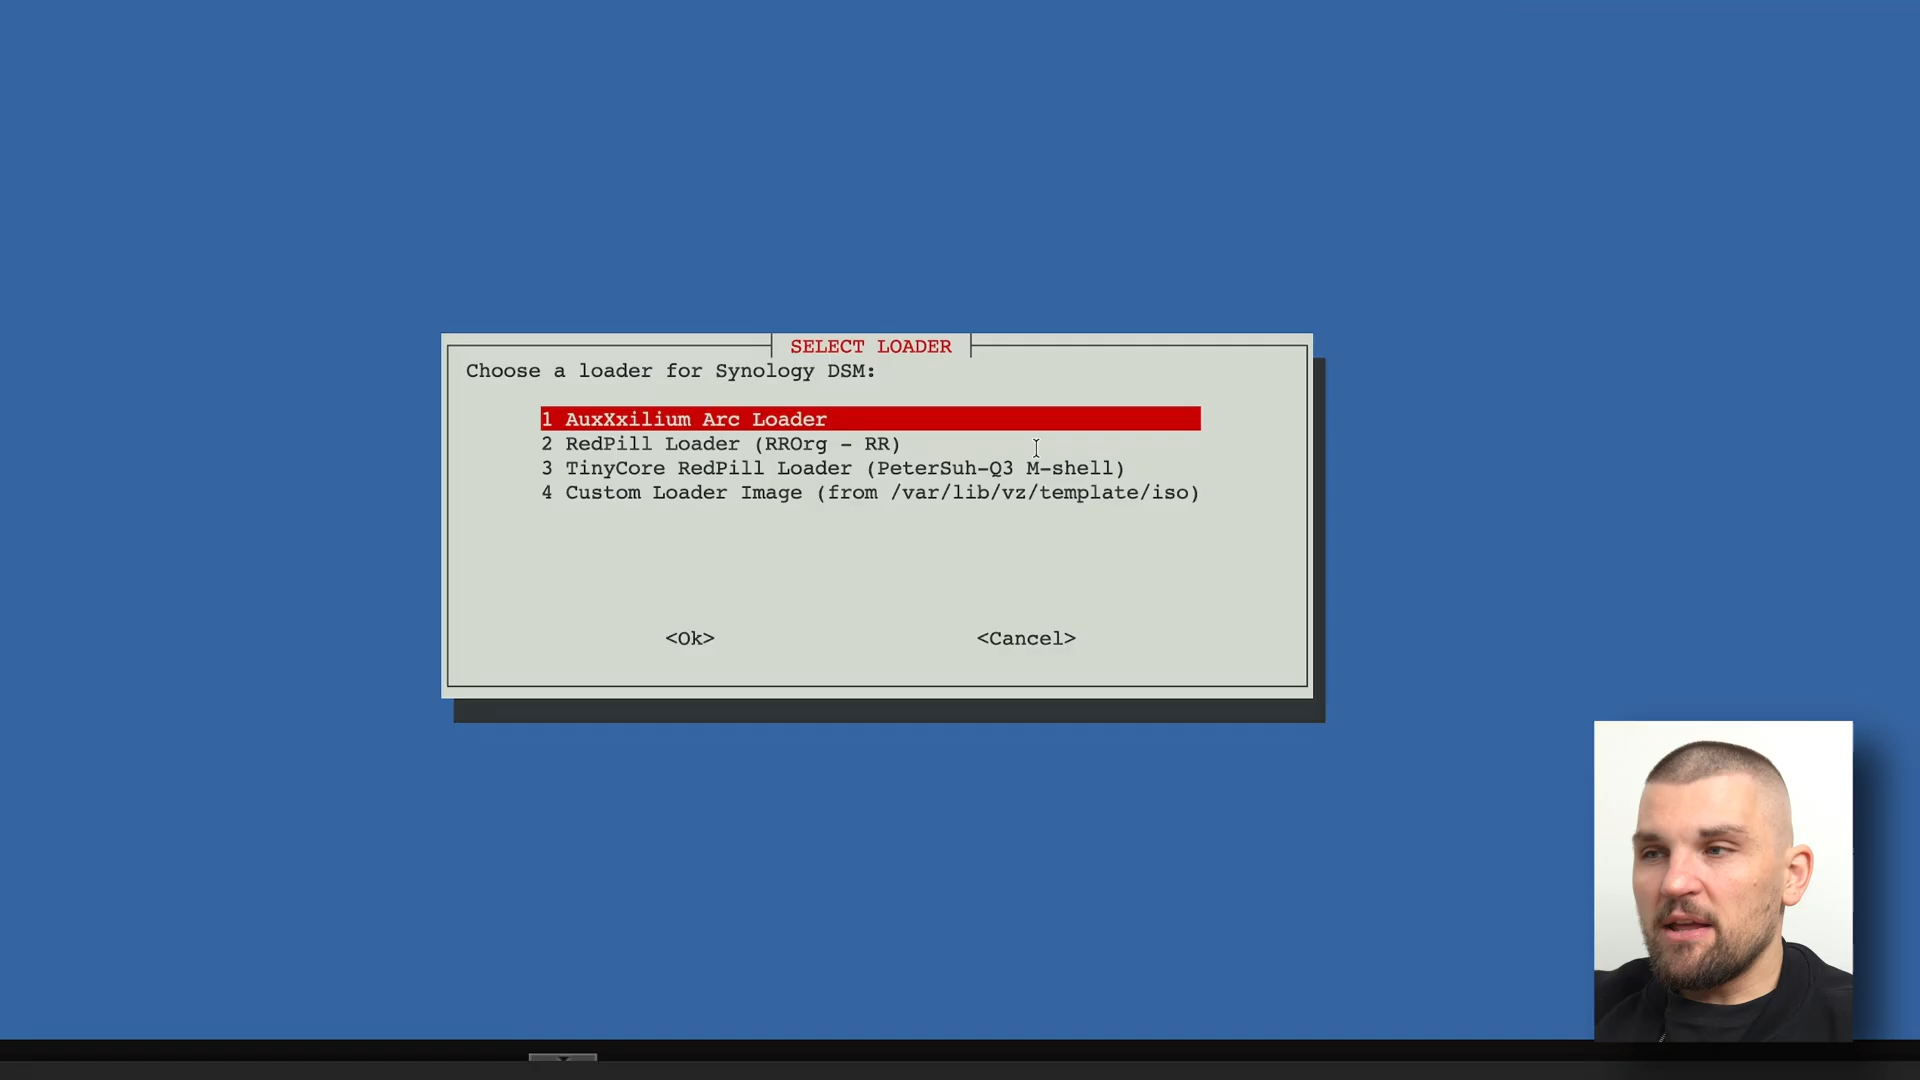 SELECT LOADER
Choose a loader for Synology DSM:
1 AuxXxilium Arc Loader
2 RedPill Loader (RROrg - RR)
3 TinyCore RedPill Loader (PeterSuh-Q3 M-shell)
4 Custom Loader Image (from /var/lib/vz/template/iso)
<Ok> <Cancel>